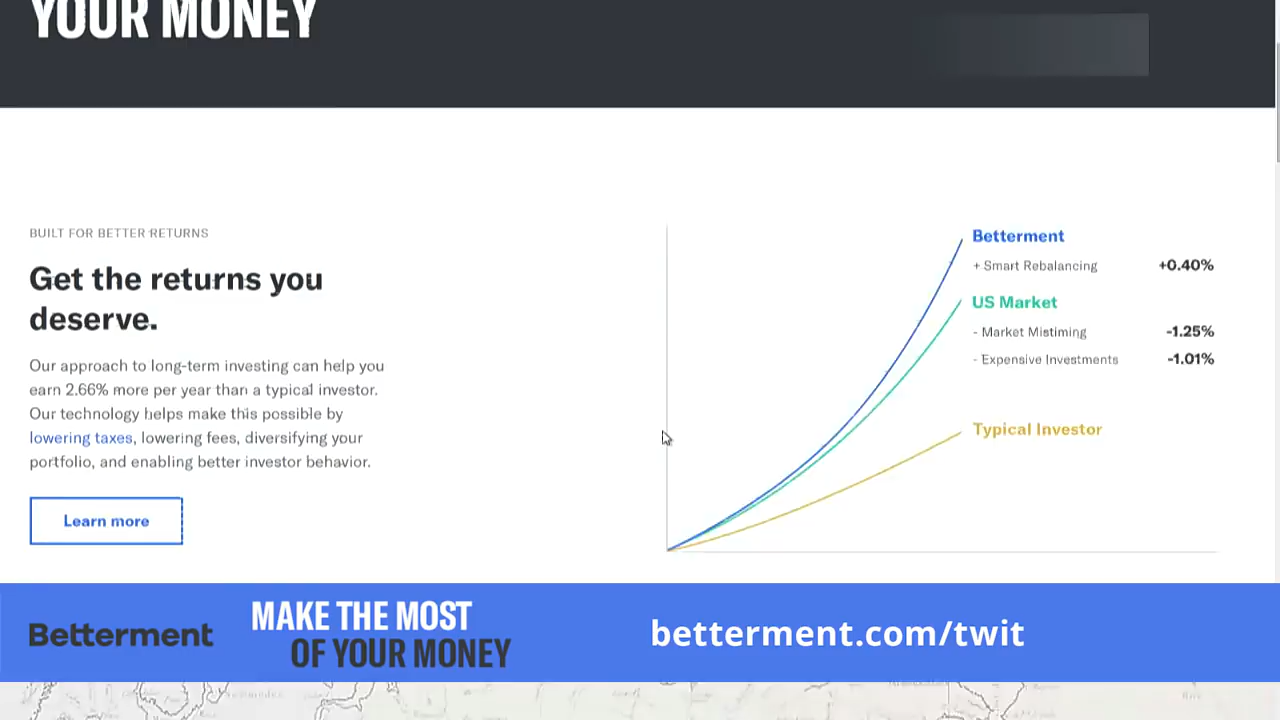 YOUR MONEY
BUILT FOR BETTER RETURNS
Get the returns you
deserve.
Our approach to long-term investing can help you
earn 2.66% more per year than a typical investor.
Our technology helps make this possible by
lowering taxes, lowering fees, diversifying your
portfolio, and enabling better investor behavior.
Learn more
Betterment
+ Smart Rebalancing +0.40%
US Market
- Market Mistiming -1.25%
- Expensive Investments -1.01%
Typical Investor
Betterment
MAKE THE MOST
OF YOUR MONEY
betterment.com/twit